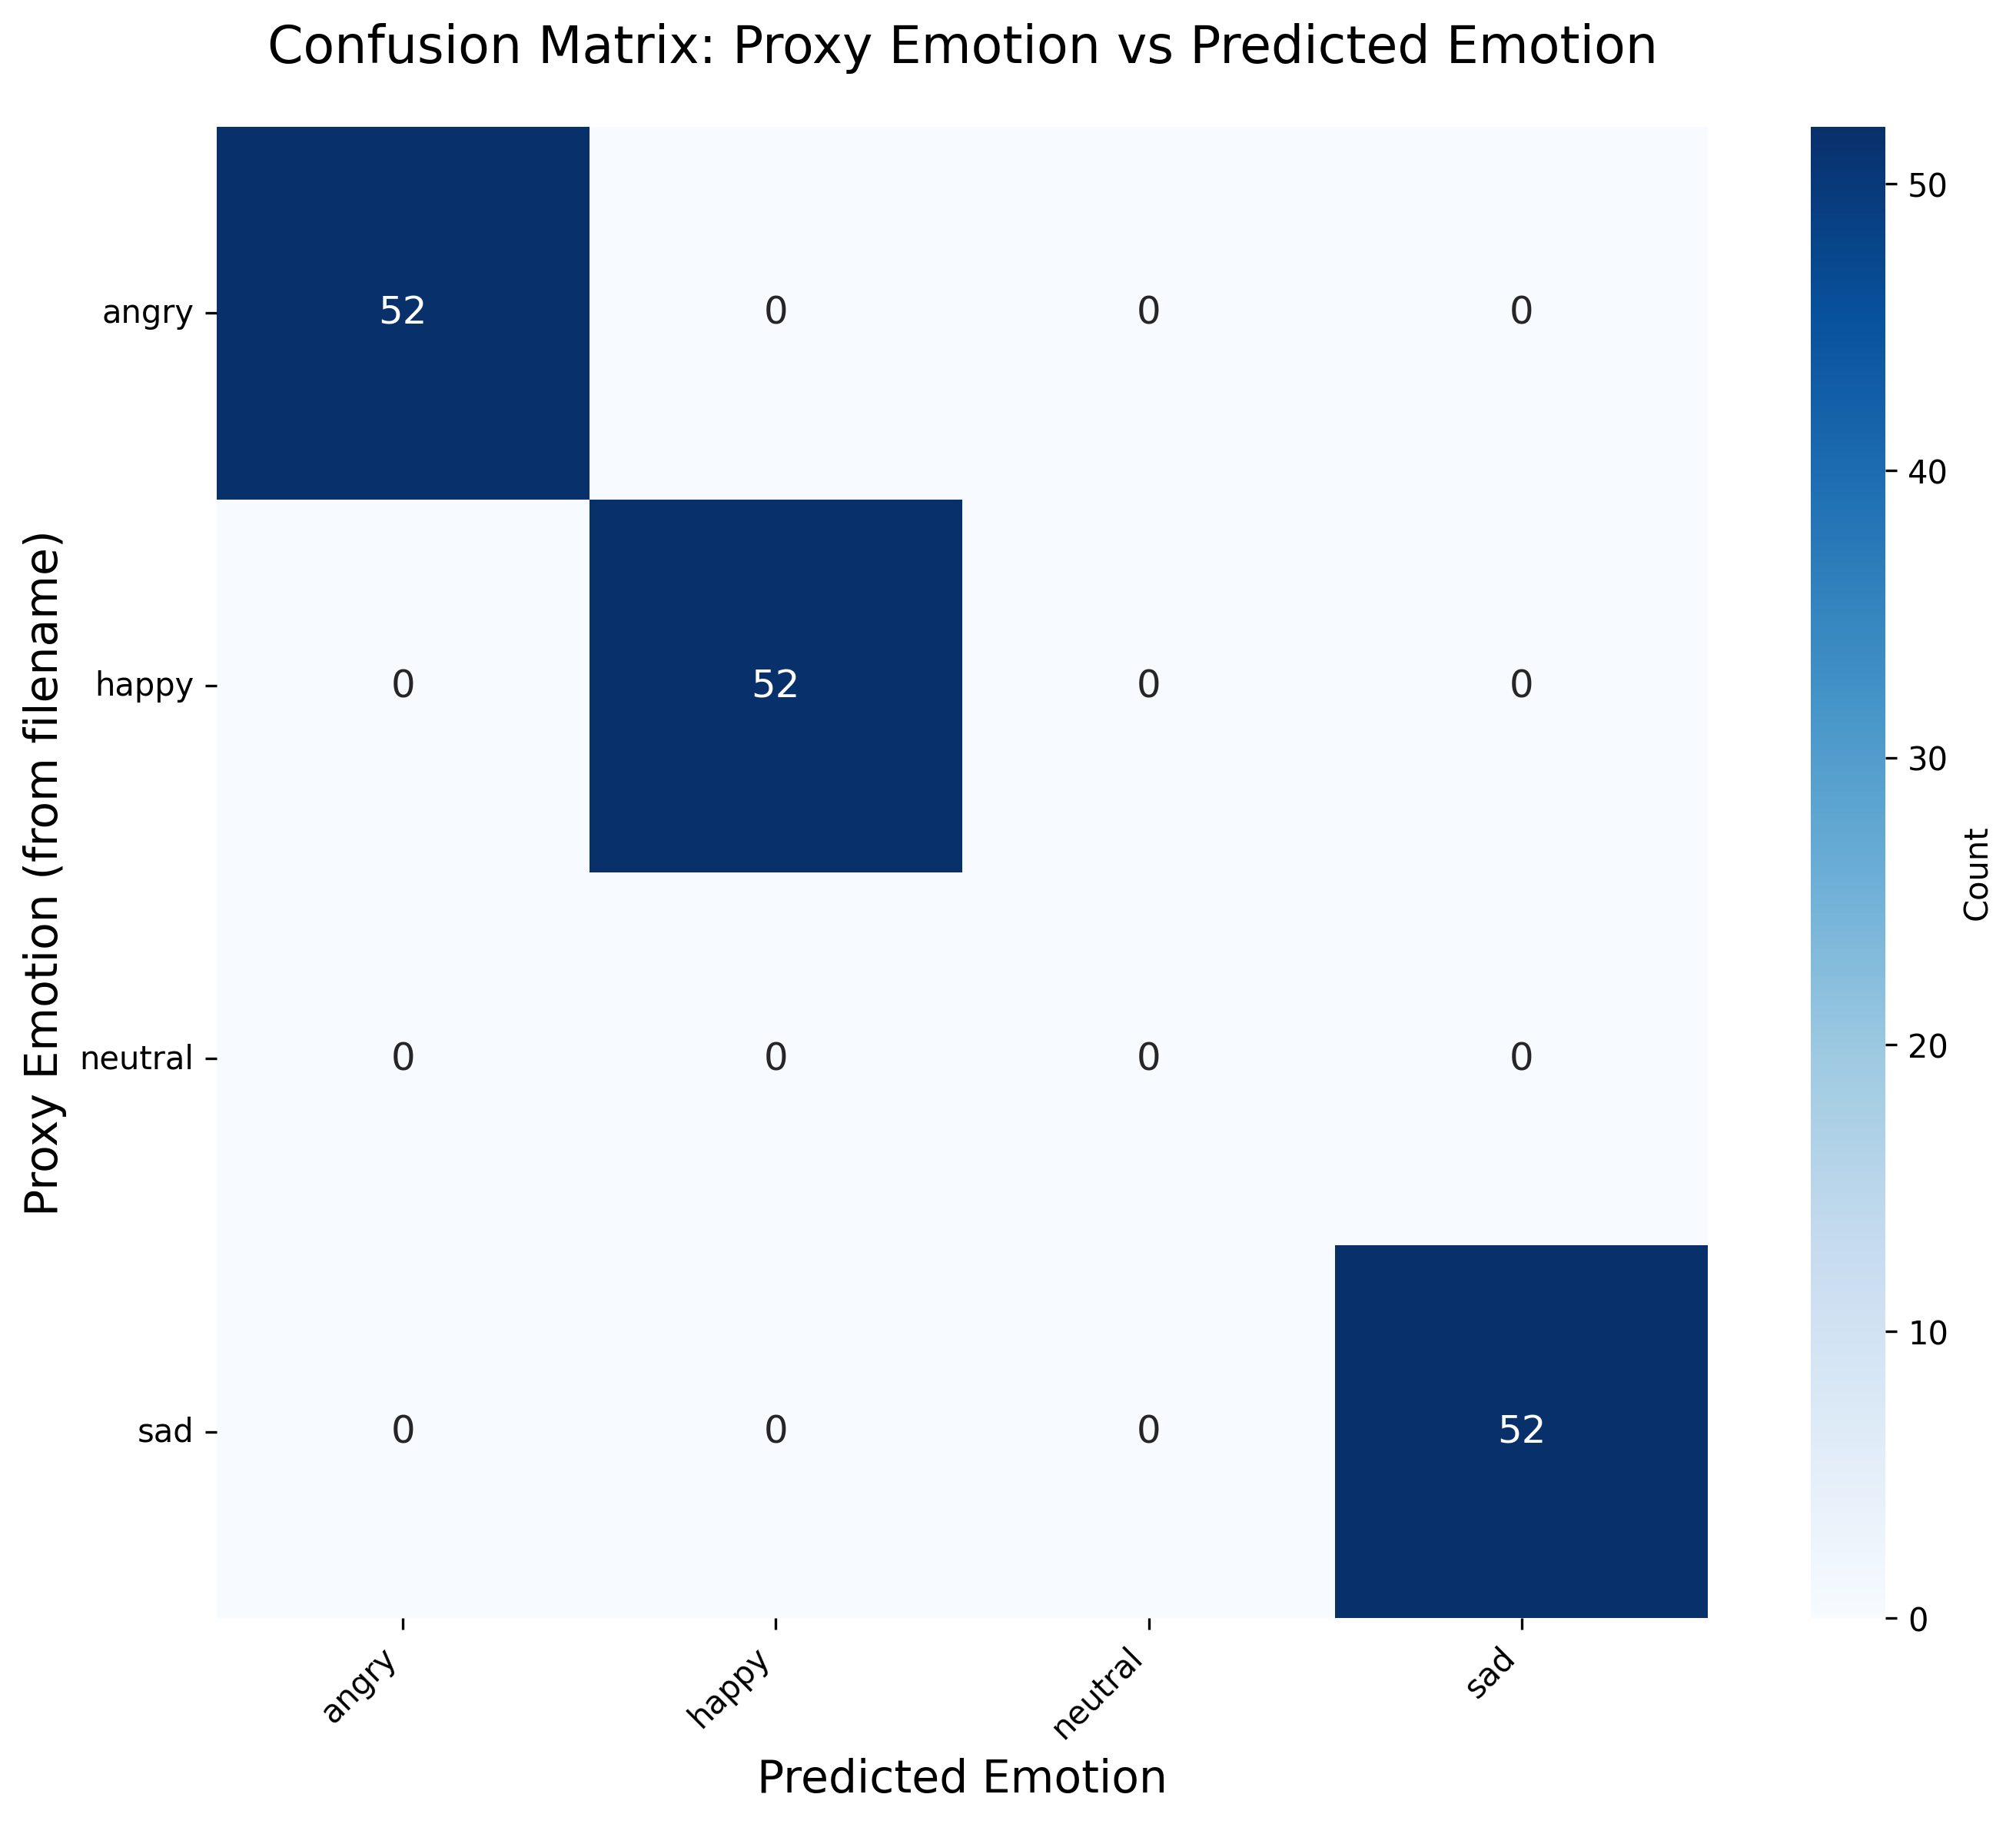 Confusion Matrix: Proxy Emotion vs Predicted Emotion
Proxy Emotion (from filename)
angry 52 0 0 0
happy 0 52 0 0
neutral 0 0 0 0
sad 0 0 0 52
angry happy neutral sad
Predicted Emotion
50
40
30
20
10
0
Count